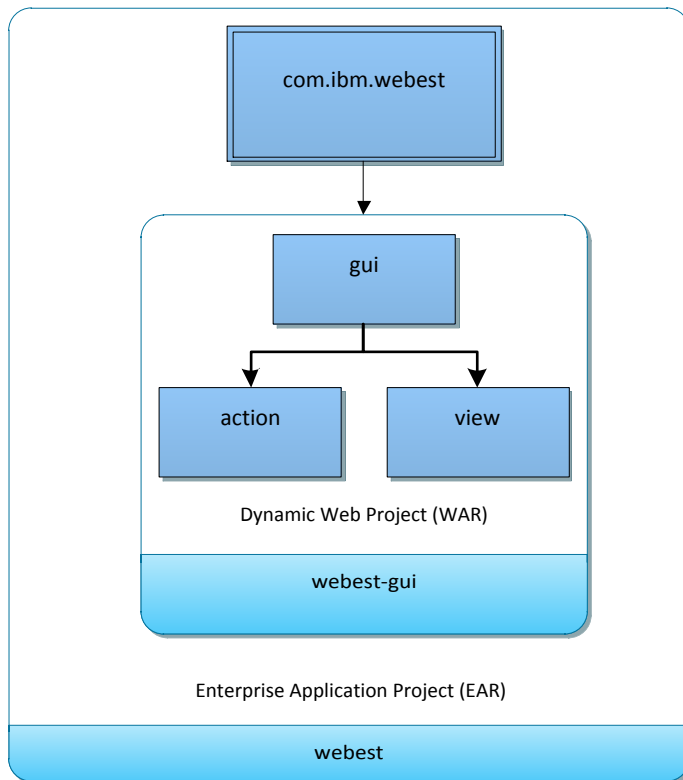 com.ibm.webest
gui
action
view
Dynamic Web Project (WAR)
webest-gui
Enterprise Application Project (EAR)
webest